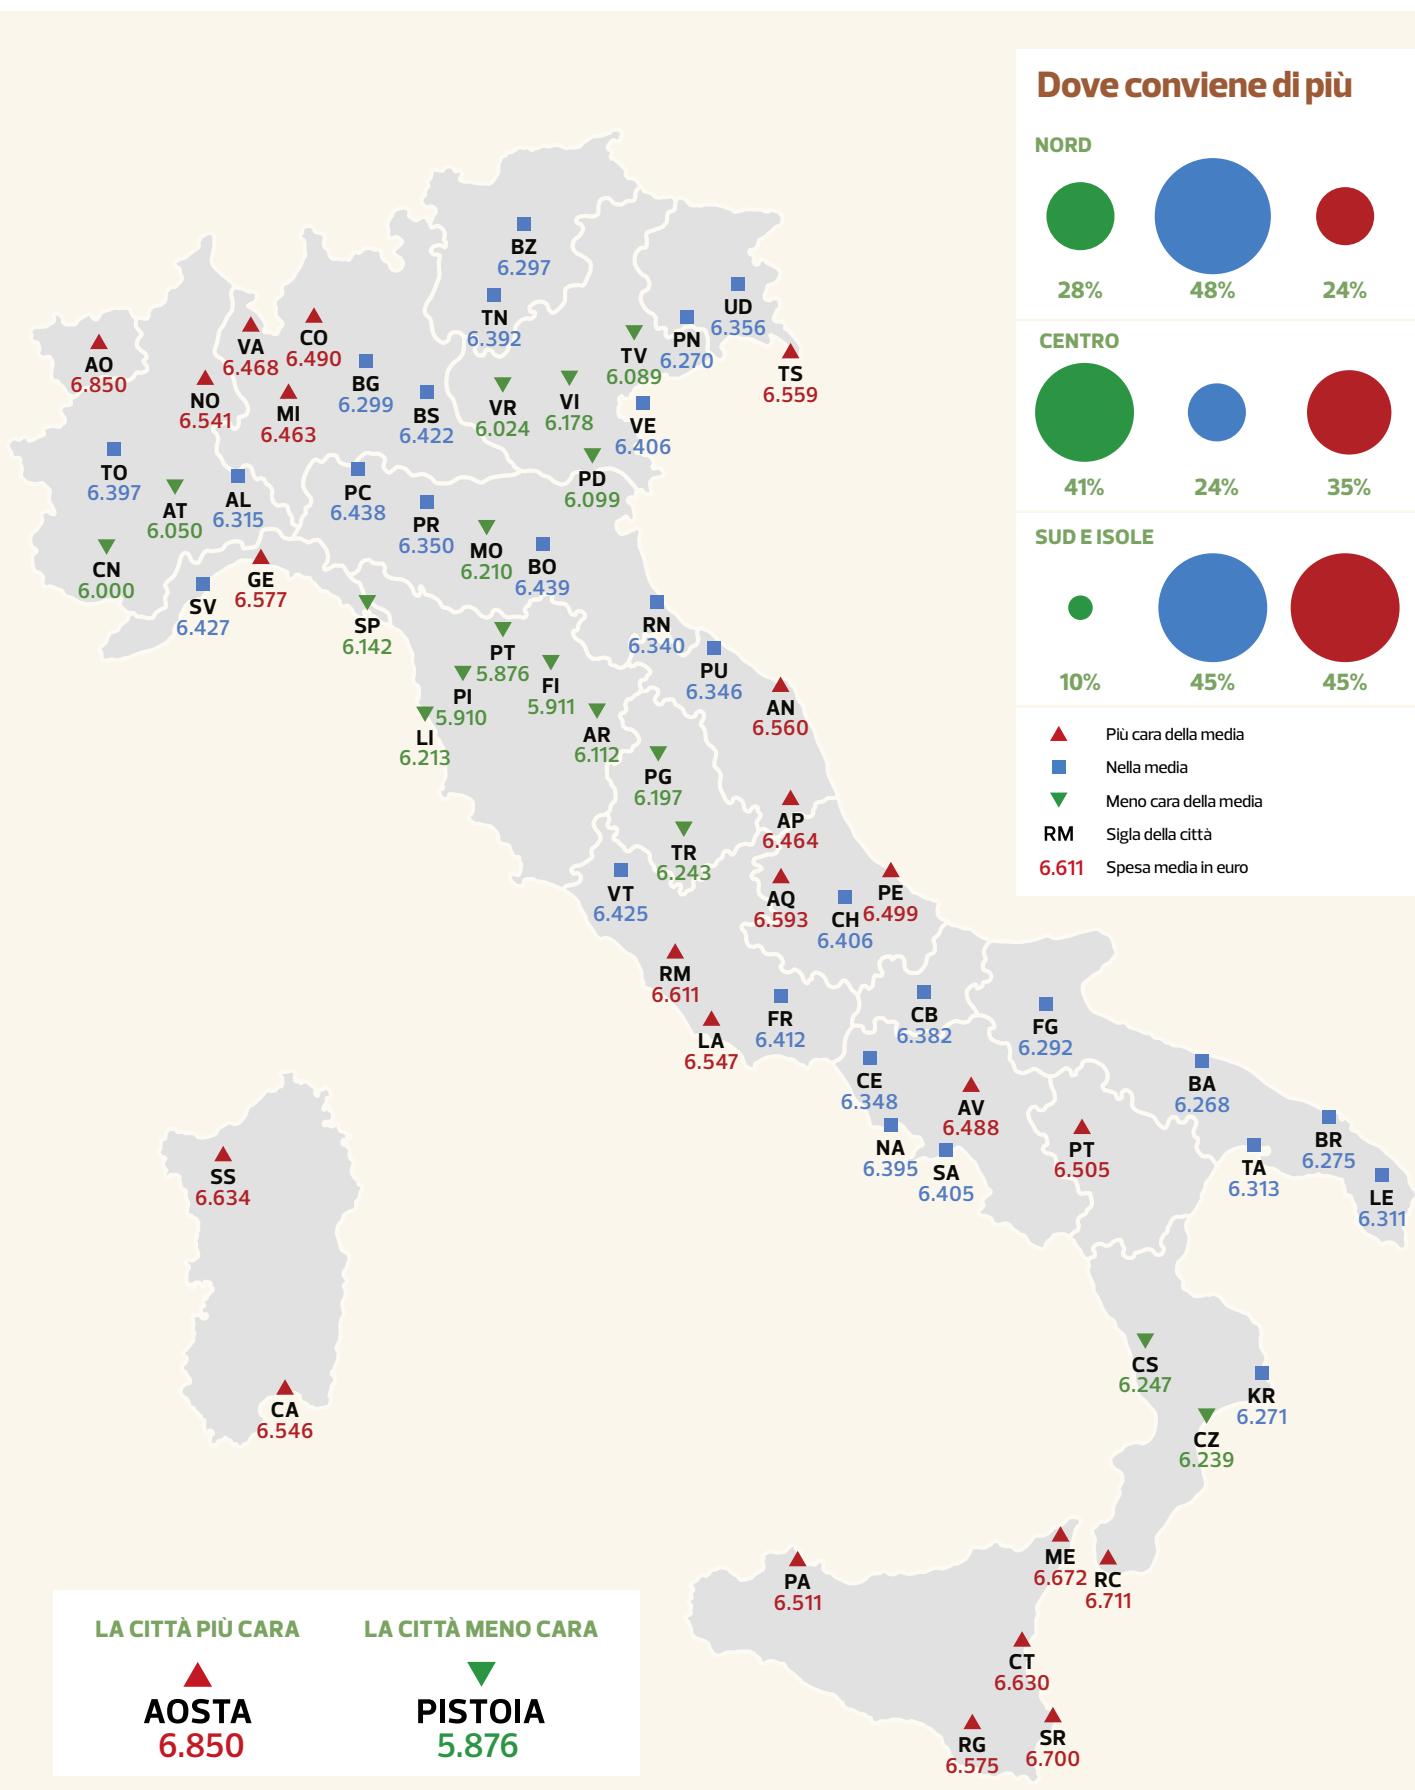 Dove conviene di più
NORD
28%
48%
24%
CENTRO
41%
24%
35%
SUD E ISOLE
10%
45%
45%
Più cara della media
Nella media
Meno cara della media
RM Sigla della città
6.611 Spesa media in euro
BZ
6.297
TN
6.392
UD
6.356
PN
6.270
TS
6.559
TV
6.089
VI
6.178
VR
6.024
VE
6.406
PD
6.099
AO
6.850
VA
6.468
CO
6.490
NO
6.541
MI
6.463
BG
6.299
BS
6.422
TO
6.397
AT
6.050
AL
6.315
CN
6.000
PC
6.438
PR
6.350
MO
6.210
BO
6.439
GE
6.577
SV
6.427
SP
6.142
RN
6.340
PU
6.346
PT
5.876
FI
5.911
PI
5.910
LI
6.213
AR
6.112
AN
6.560
PG
6.197
AP
6.464
TR
6.243
VT
6.425
AQ
6.593
CH
6.406
PE
6.499
RM
6.611
LA
6.547
FR
6.412
CB
6.382
FG
6.292
CE
6.348
AV
6.488
NA
6.395
SA
6.405
PT
6.505
BA
6.268
BR
6.275
TA
6.313
LE
6.311
SS
6.634
CA
6.546
CS
6.247
KR
6.271
CZ
6.239
ME
6.672
RC
6.711
PA
6.511
CT
6.630
RG
6.575
SR
6.700
LA CITTÀ PIÙ CARA
AOSTA
6.850
LA CITTÀ MENO CARA
PISTOIA
5.876